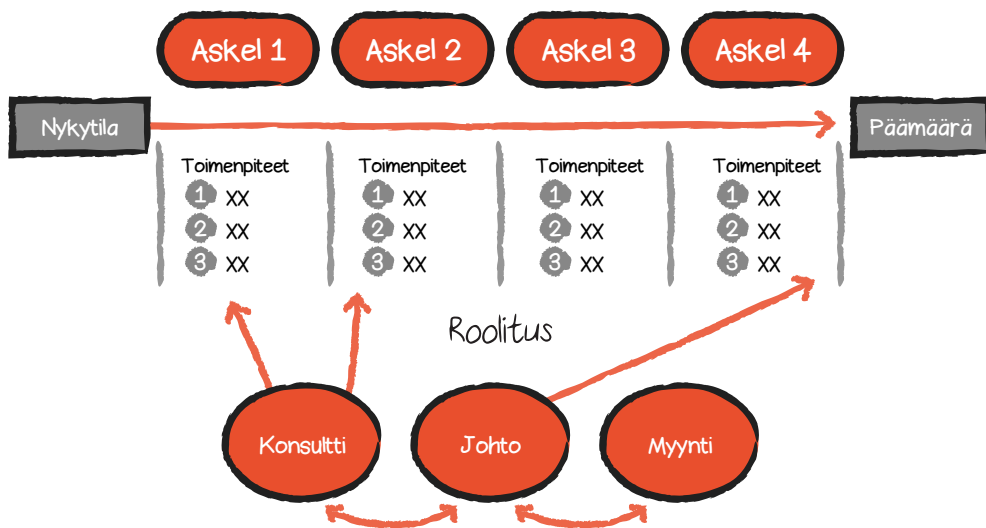 Askel 1
Askel 2
Askel 3
Askel 4
Nykytila
Päämäärä
Toimenpiteet
1 XX
2 XX
3 XX
Toimenpiteet
1 XX
2 XX
3 XX
Toimenpiteet
1 XX
2 XX
3 XX
Toimenpiteet
1 XX
2 XX
3 XX
Roolitus
Konsultti
Johto
Myynti